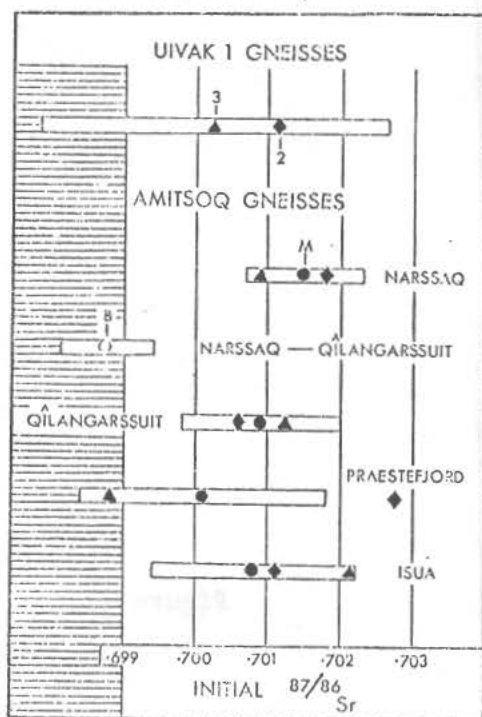 UIVAK 1 GNEISSES
3
2
AMITSOQ GNEISSES
M
NARSSAQ
8
NARSSAQ — QÎLANGARSSUIT
QÎLANGARSSUIT
PRAESTEFJORD
ISUA
·699 ·700 ·701 ·702 ·703
INITIAL 87/86 Sr